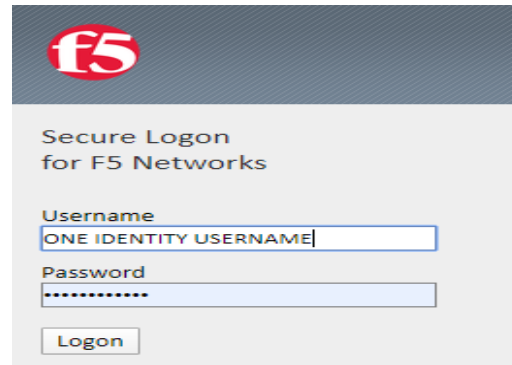 f5
Secure Logon
for F5 Networks
Username
ONE IDENTITY USERNAME
Password
••••••••••••
Logon